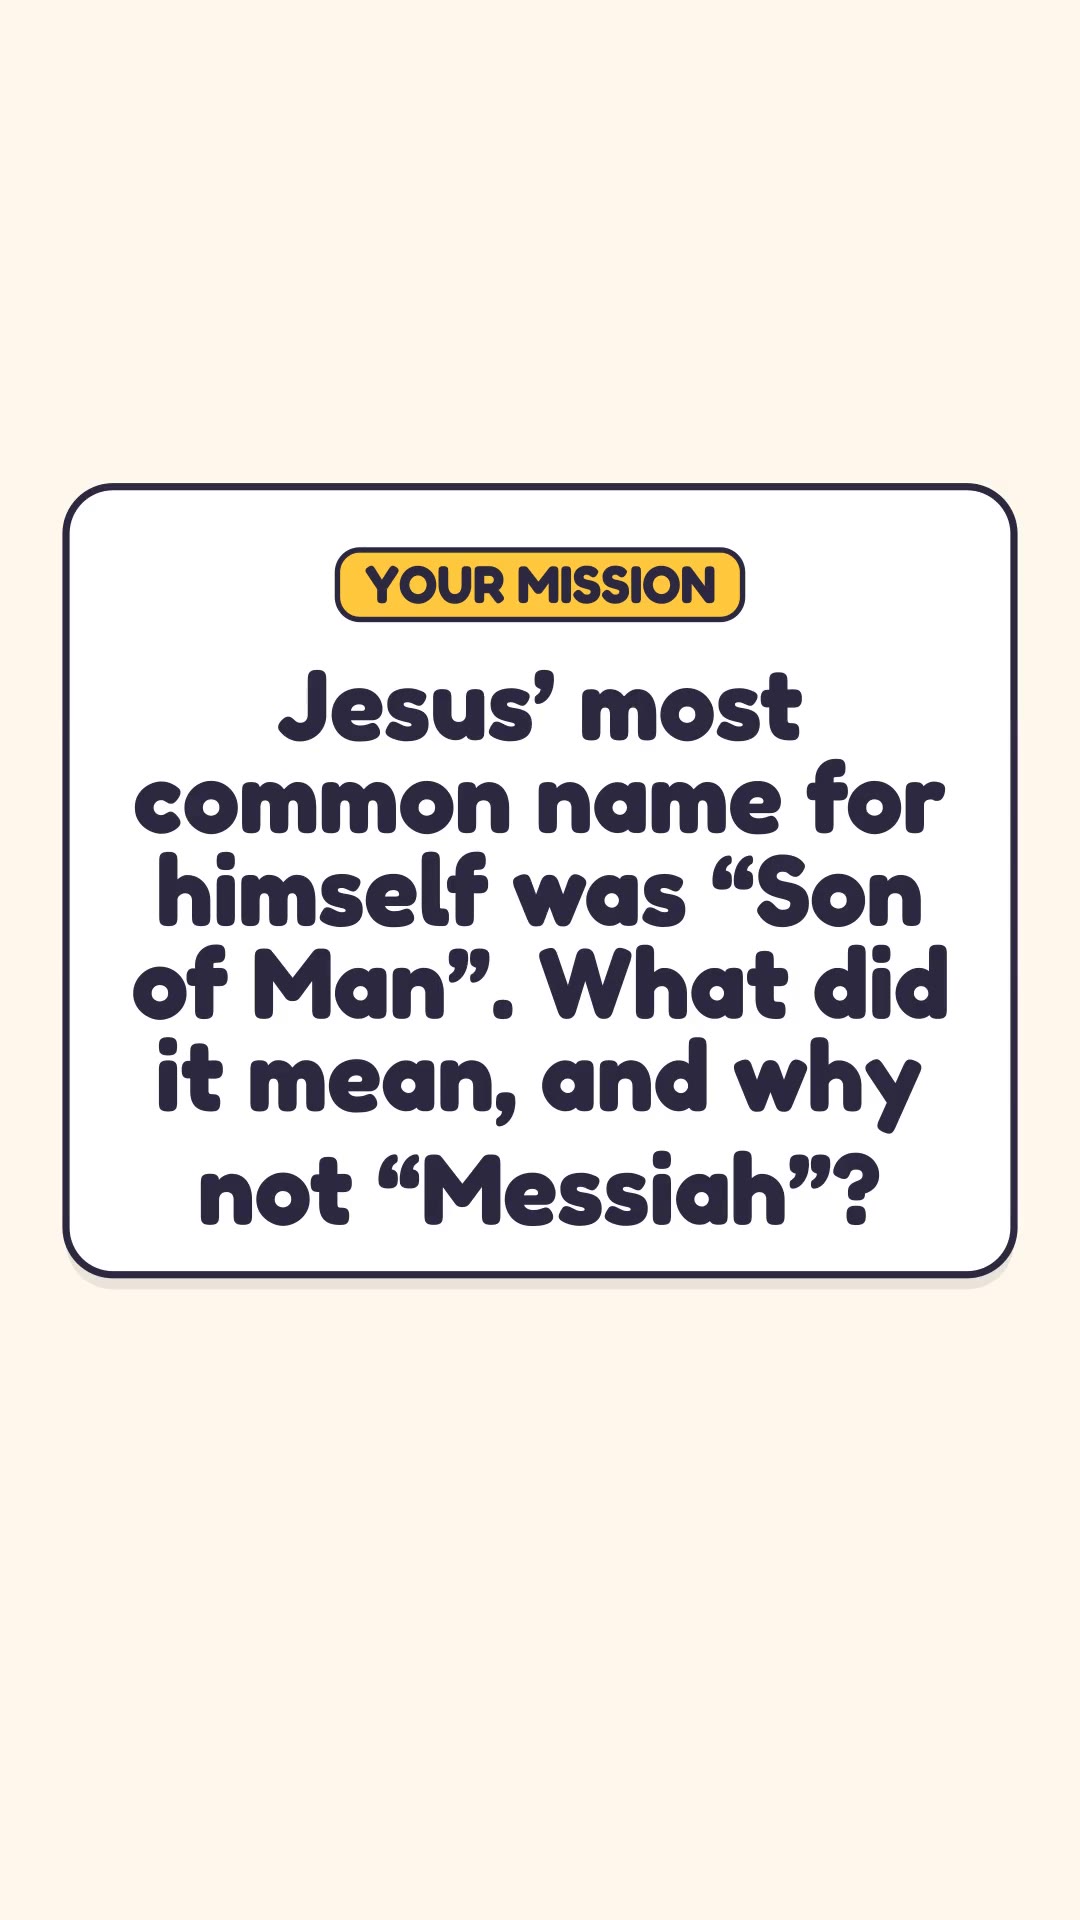 YOUR MISSION
Jesus’ most
common name for
himself was “Son
of Man”. What did
it mean, and why
not “Messiah”?